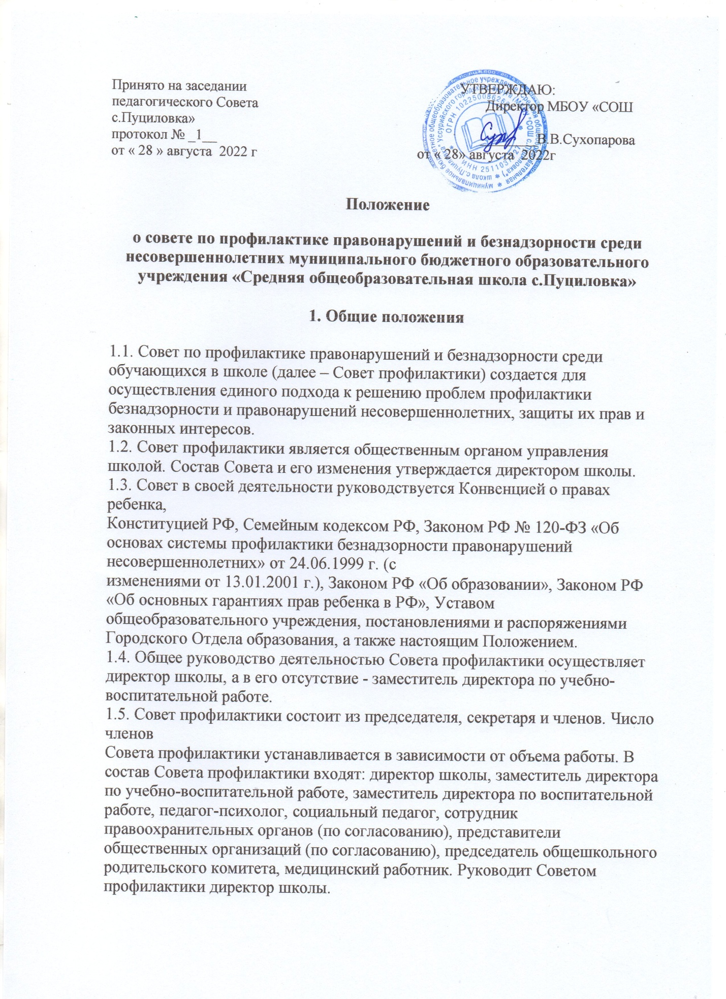 Принято на заседании
педагогического Совета
с.Пуциловка»
протокол № _1__
от « 28 » августа 2022 г
УТВЕРЖДАЮ:
Директор МБОУ «СОШ
В.В.Сухопарова
от « 28» августа 2022г
Положение
о совете по профилактике правонарушений и безнадзорности среди
несовершеннолетних муниципального бюджетного образовательного
учреждения «Средняя общеобразовательная школа с.Пуциловка»
1. Общие положения
1.1. Совет по профилактике правонарушений и безнадзорности среди
обучающихся в школе (далее – Совет профилактики) создается для
осуществления единого подхода к решению проблем профилактики
безнадзорности и правонарушений несовершеннолетних, защиты их прав и
законных интересов.
1.2. Совет профилактики является общественным органом управления
школой. Состав Совета и его изменения утверждается директором школы.
1.3. Совет в своей деятельности руководствуется Конвенцией о правах
ребенка,
Конституцией РФ, Семейным кодексом РФ, Законом РФ № 120-ФЗ «Об
основах системы профилактики безнадзорности правонарушений
несовершеннолетних» от 24.06.1999 г. (с
изменениями от 13.01.2001 г.), Законом РФ «Об образовании», Законом РФ
«Об основных гарантиях прав ребенка в РФ», Уставом
общеобразовательного учреждения, постановлениями и распоряжениями
Городского Отдела образования, а также настоящим Положением.
1.4. Общее руководство деятельностью Совета профилактики осуществляет
директор школы, а в его отсутствие - заместитель директора по учебно-
воспитательной работе.
1.5. Совет профилактики состоит из председателя, секретаря и членов. Число
членов
Совета профилактики устанавливается в зависимости от объема работы. В
состав Совета профилактики входят: директор школы, заместитель директора
по учебно-воспитательной работе, заместитель директора по воспитательной
работе, педагог-психолог, социальный педагог, сотрудник
правоохранительных органов (по согласованию), представители
общественных организаций (по согласованию), председатель общешкольного
родительского комитета, медицинский работник. Руководит Советом
профилактики директор школы.